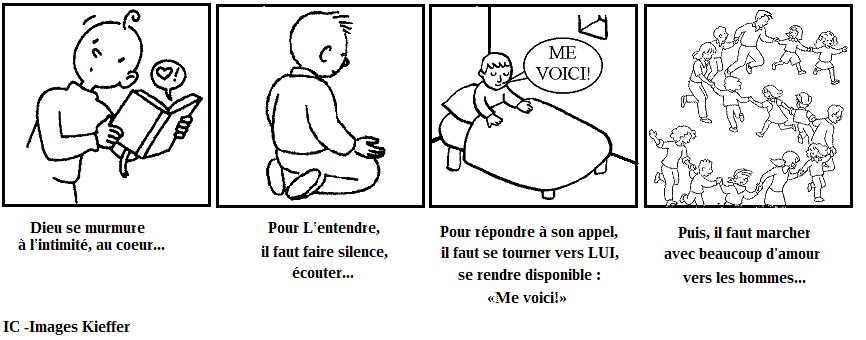 !
ME
VOICI!
Dieu se murmure
à l'intimité, au coeur...
Pour L'entendre,
il faut faire silence,
écouter...
Pour répondre à son appel,
il faut se tourner vers LUI,
se rendre disponible :
«Me voici!»
Puis, il faut marcher
avec beaucoup d'amour
vers les hommes...
IC -Images Kieffer